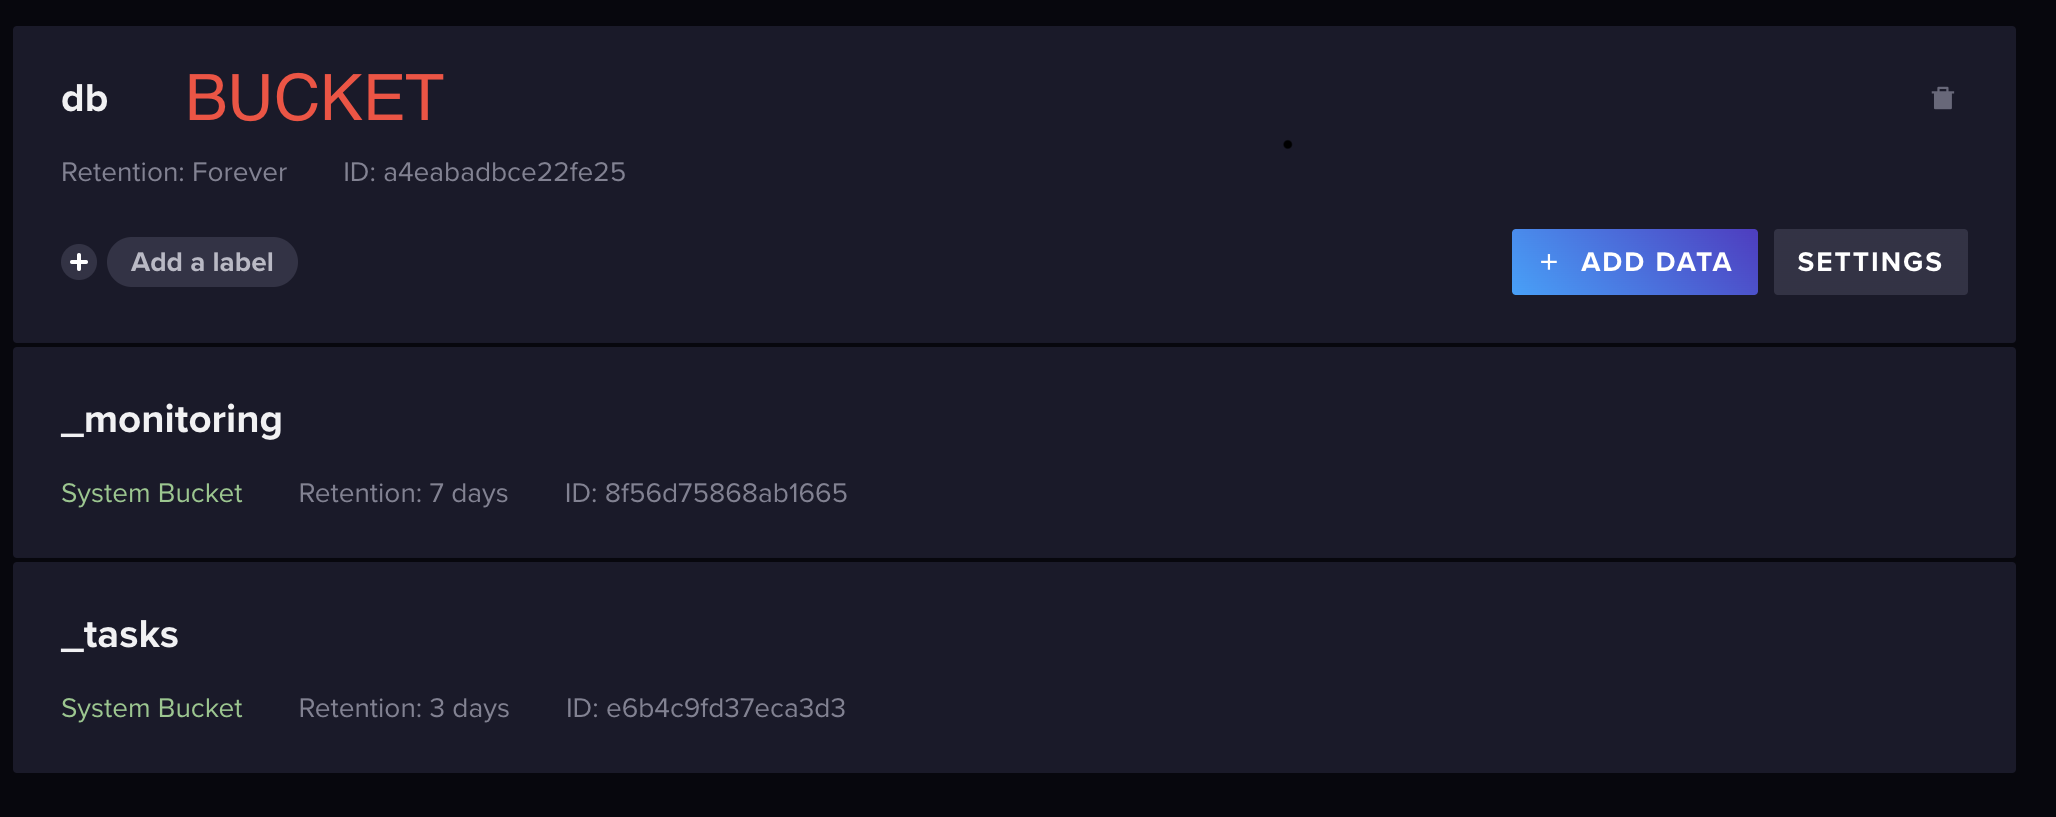 db BUCKET
Retention: Forever ID: a4eabadbce22fe25
+ Add a label + ADD DATA SETTINGS
_monitoring
System Bucket Retention: 7 days ID: 8f56d75868ab1665
_tasks
System Bucket Retention: 3 days ID: e6b4c9fd37eca3d3